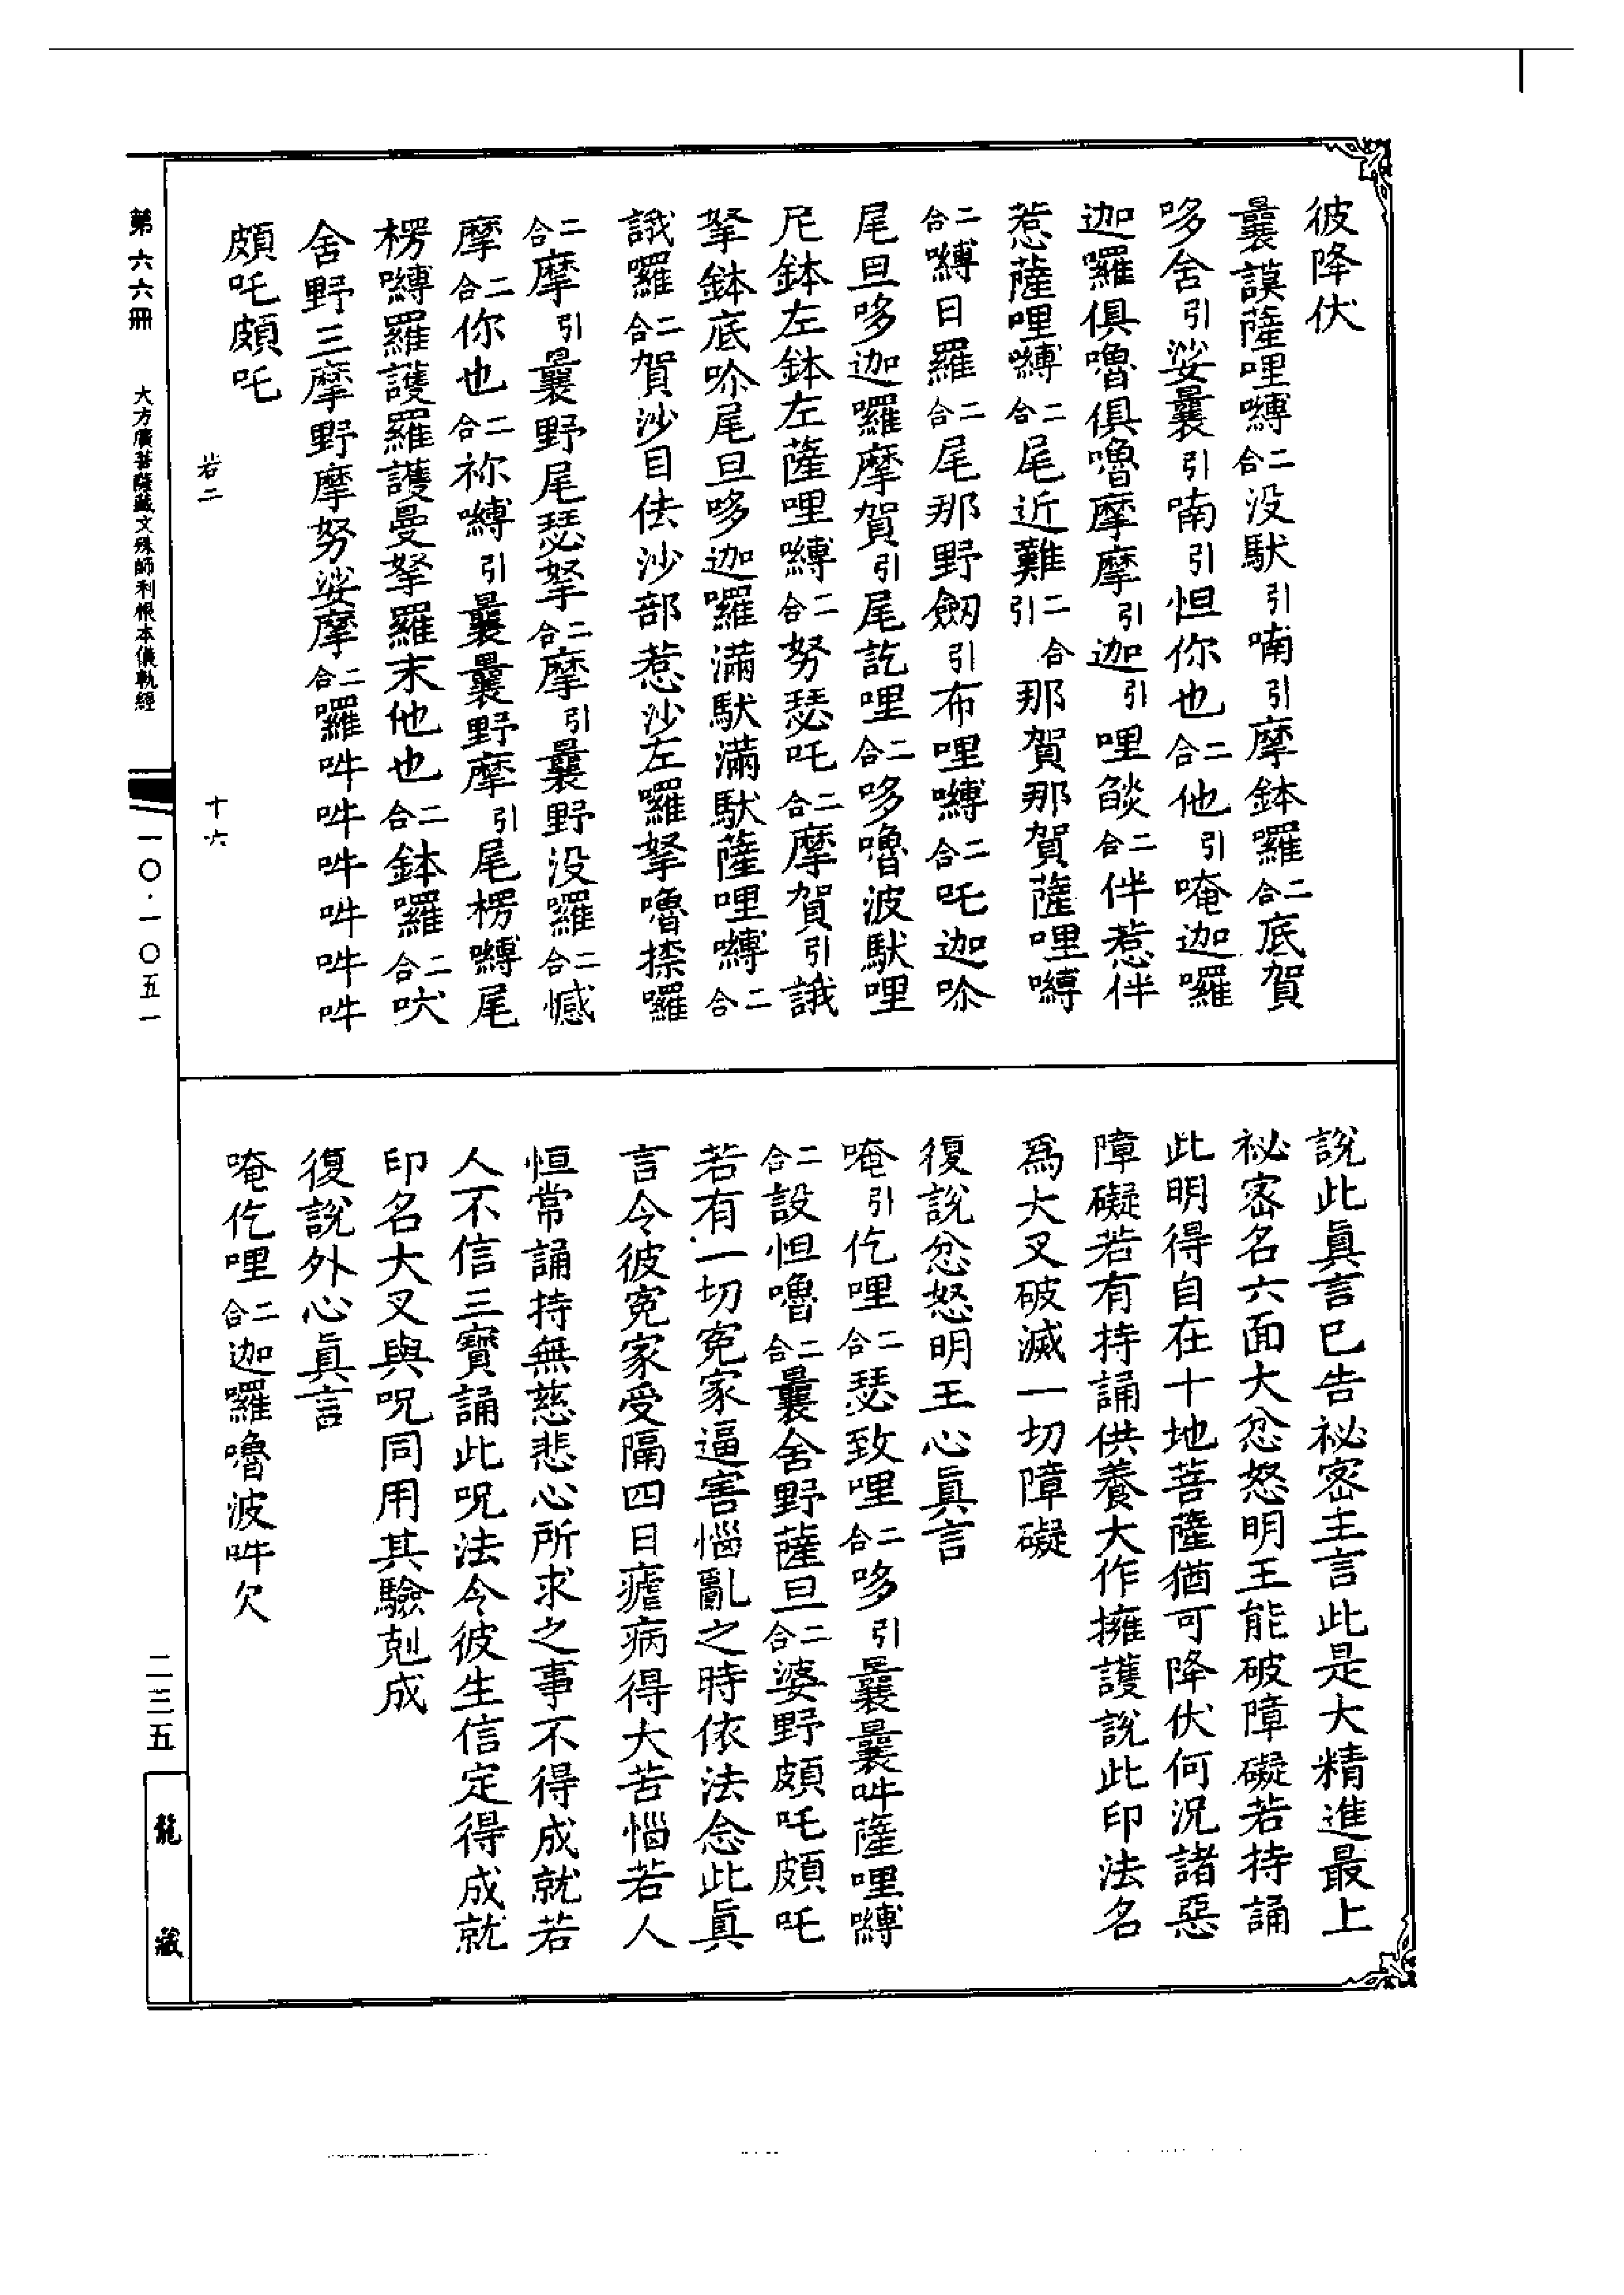 彼降伏
曩謨薩哩嚩二合没馱引喃引摩鉢囉二合底賀
哆舍引娑曩引喃引怛你也二合他引唵迦囉
迦囉俱嚕俱嚕摩摩引迦引哩燄二合伴惹伴
惹薩哩嚩二合尾近難二合引那賀那賀薩哩嚩
二合嚩日羅二合尾那野劒引布哩嚩二合吒迦㖿
尾旦哆迦囉摩賀引尾訖哩二合哆嚕波馱哩
尼鉢左鉢左薩哩嚩二合努瑟吒二合摩賀引誐
拏鉢底㖿尾旦哆迦囉滿馱滿馱薩哩嚩二合
誐羅二合賀沙目佉沙部惹沙左囉拏嚕捺囉
二合摩引曩野尾瑟拏二合摩引曩野没羅二合憾
摩二合你也二合祢嚩引曩曩野摩引尾楞嚩尾
楞嚩羅護羅護曼拏羅末他也二合鉢囉二合吠
舍野三摩野摩努娑摩二合囉吽吽吽吽吽吽
頗吒頗吒
說此眞言已告祕密主言此是大精進最上
祕密名六面大忿怒明王能破障礙若持誦
此明得自在十地菩薩猶可降伏何況諸惡
障礙若有持誦供養大作擁護說此印法名
爲大叉破滅一切障礙
復說忿怒明王心眞言
唵引仡哩二合瑟致哩二合哆引曩曩吽薩哩嚩
二合設怛嚕二合曩舍野薩旦二合婆野頗吒頗吒
若有一切寃家逼害惱亂之時依法念此眞
言令彼寃家受隔四日瘧病得大苦惱若人
恒常誦持無慈悲心所求之事不得成就若
人不信三寶誦此呪法令彼生信定得成就
印名大叉與呪同用其驗剋成
復說外心眞言
唵仡哩二合迦囉嚕波吽欠
第六六冊
大方廣菩薩藏文殊師利根本儀軌經
岩二
十六
一〇·一〇五一
二三五
龍藏